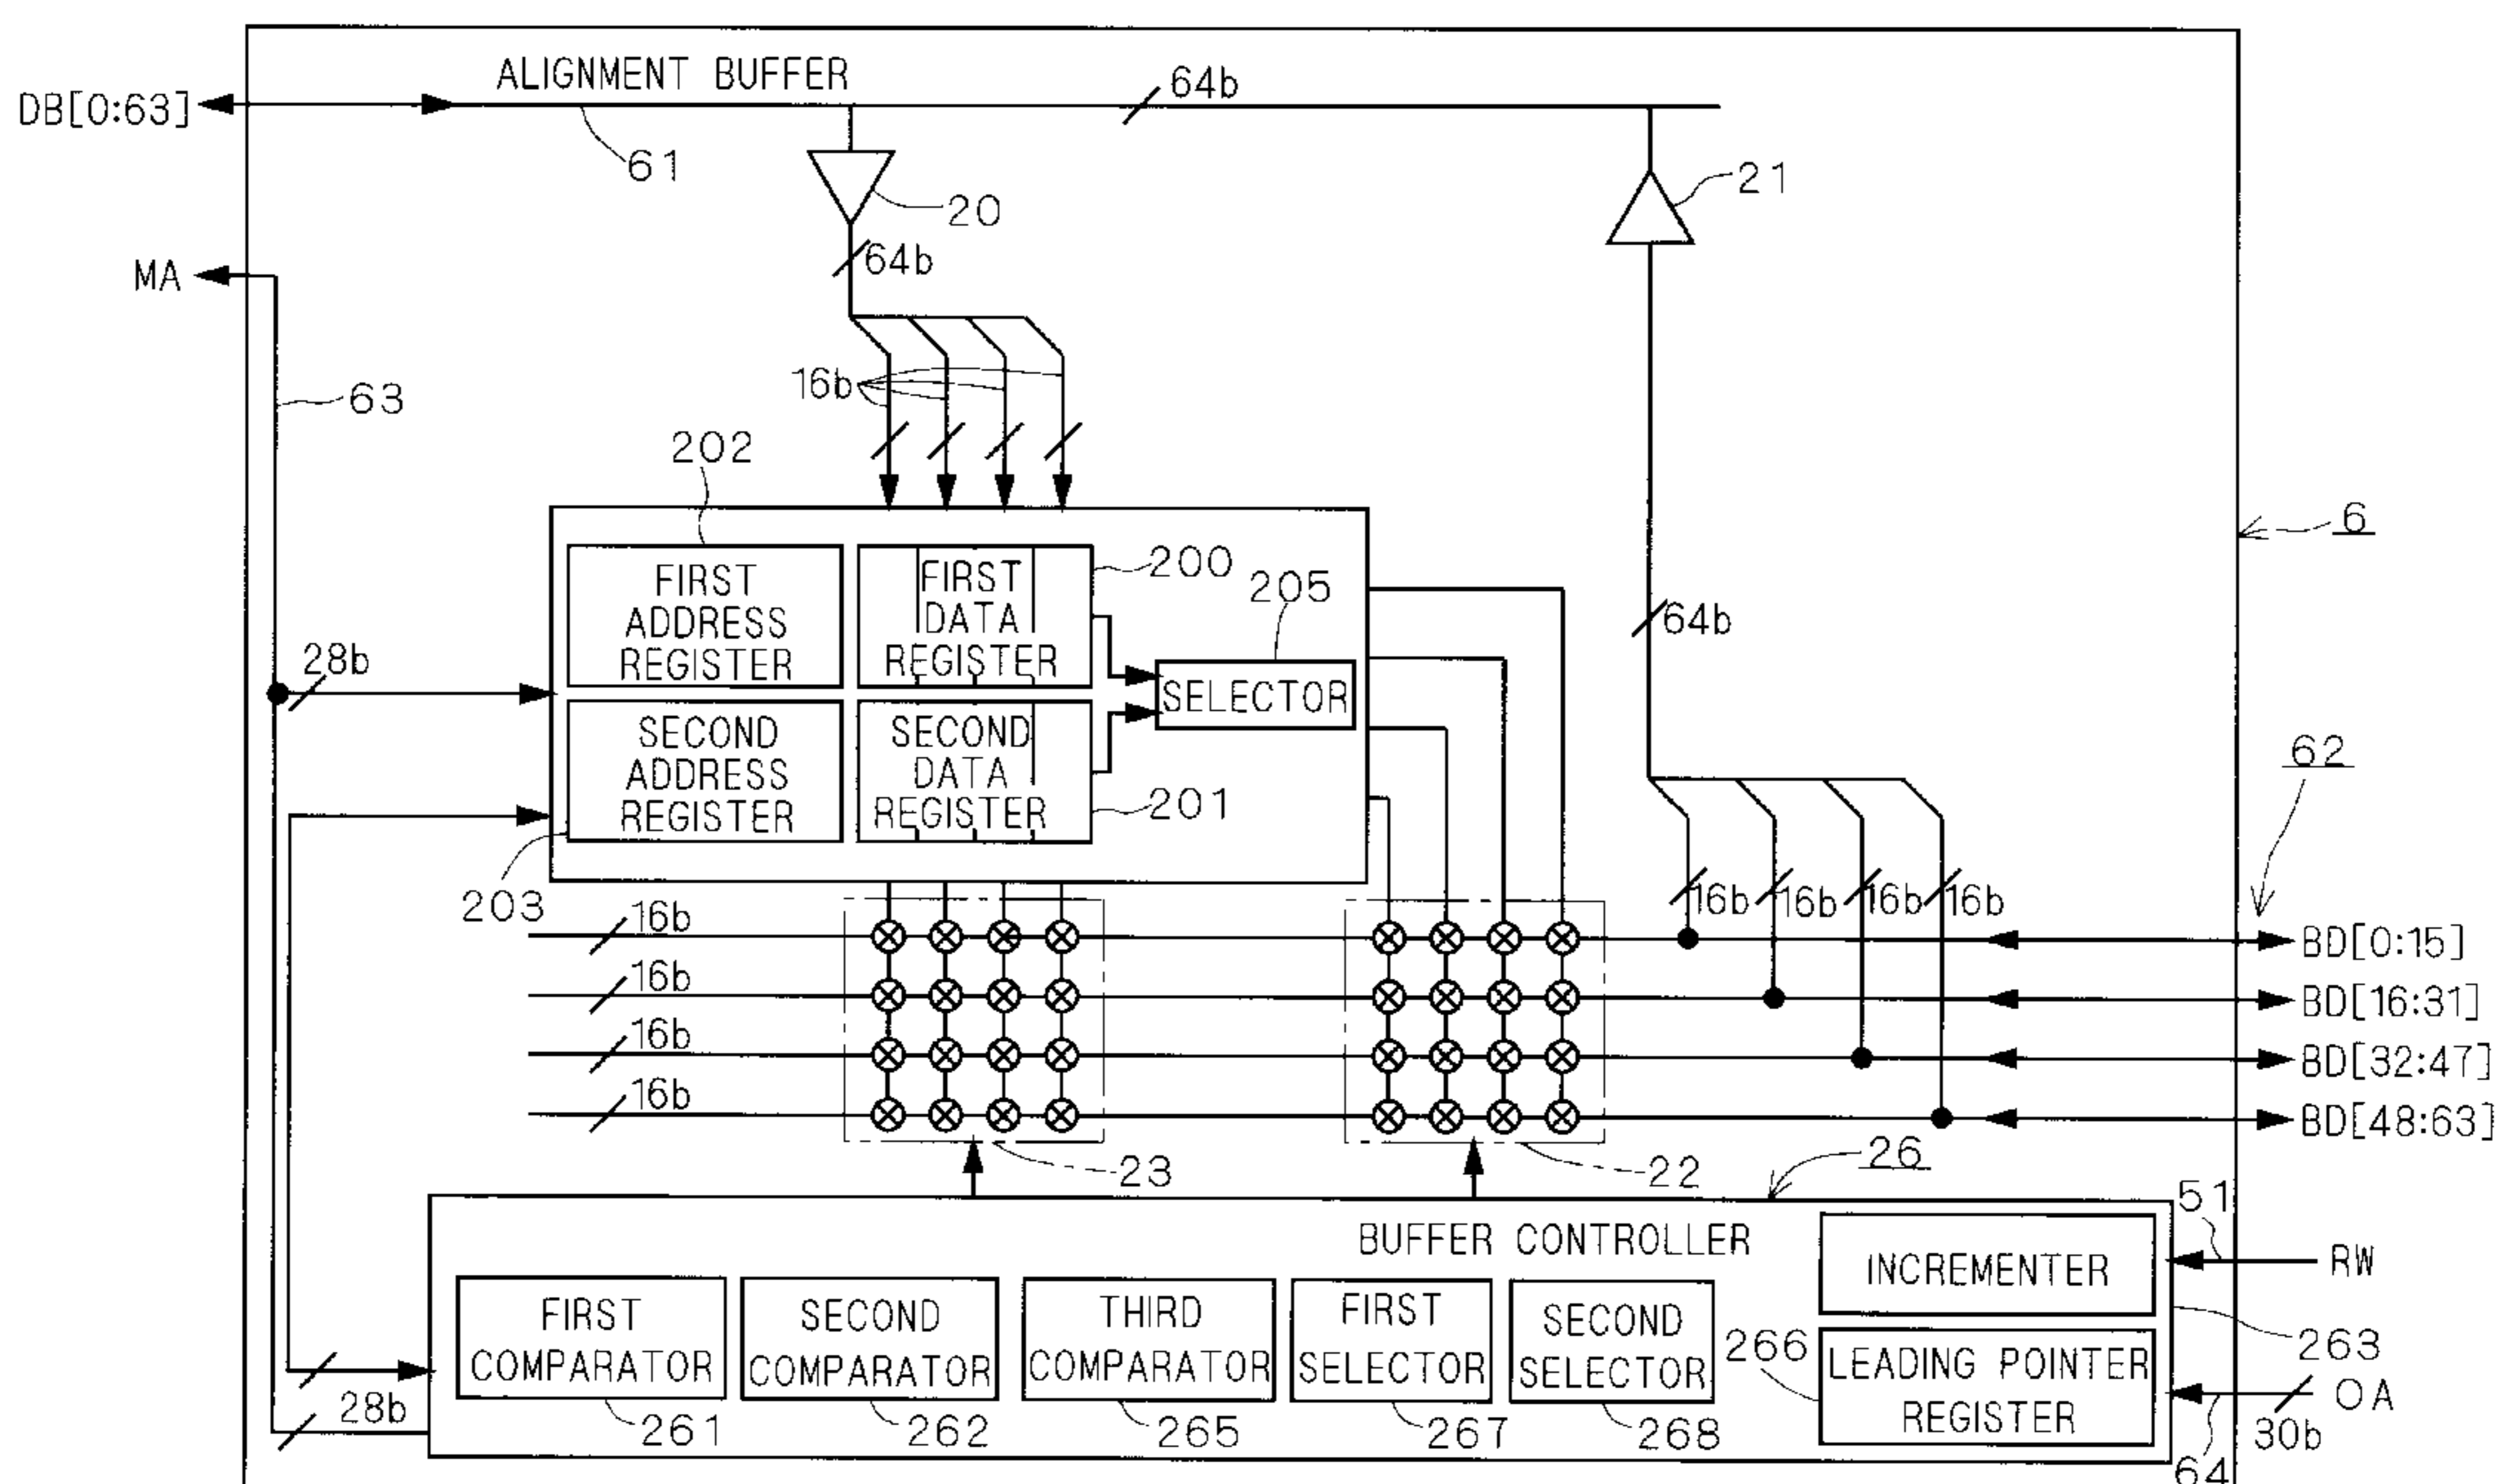 ALIGNMENT BUFFER
64b
DB[0:63]
61
20
21
64b
MA
16b
63
202
6
FIRST ADDRESS REGISTER
FIRST DATA REGISTER
200
205
64b
28b
SELECTOR
SECOND ADDRESS REGISTER
SECOND DATA REGISTER
201
62
203
16b
16b
16b
16b
16b
BD[0:15]
16b
BD[16:31]
16b
BD[32:47]
16b
BD[48:63]
23
22
26
51
BUFFER CONTROLLER
INCREMENTER
RW
FIRST COMPARATOR
SECOND COMPARATOR
THIRD COMPARATOR
FIRST SELECTOR
SECOND SELECTOR
266
LEADING POINTER REGISTER
263
OA
28b
261
262
265
267
268
30b
64